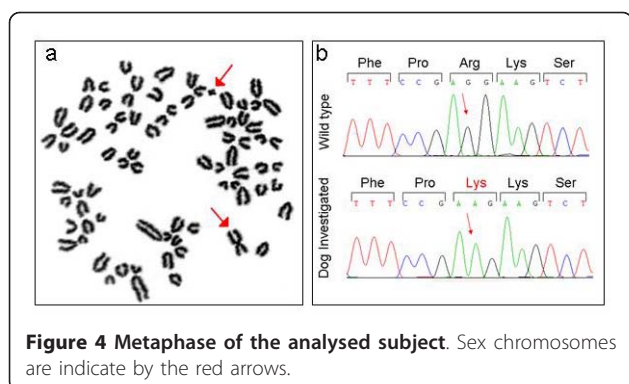 a
b
Phe Pro Arg Lys Ser
T T T C C G A G G A A G T C T
Wild type
Phe Pro Lys Lys Ser
T T T C C G A A G A A G T C T
Dog Investigated
Figure 4 Metaphase of the analysed subject. Sex chromosomes
are indicate by the red arrows.